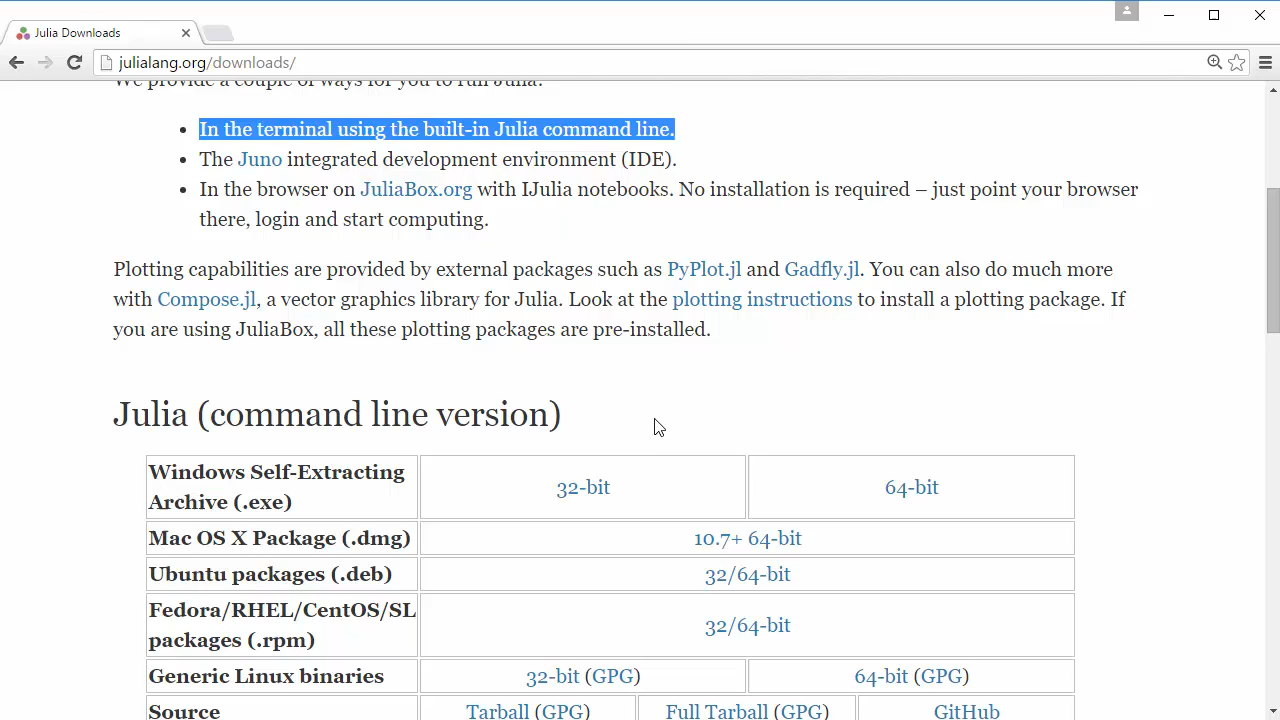 Julia Downloads
julialang.org/downloads/
We provide a couple of ways for you to run Julia:
In the terminal using the built-in Julia command line.
The Juno integrated development environment (IDE).
In the browser on JuliaBox.org with IJulia notebooks. No installation is required – just point your browser
there, login and start computing.
Plotting capabilities are provided by external packages such as PyPlot.jl and Gadfly.jl. You can also do much more
with Compose.jl, a vector graphics library for Julia. Look at the plotting instructions to install a plotting package. If
you are using JuliaBox, all these plotting packages are pre-installed.
Julia (command line version)
Windows Self-Extracting
Archive (.exe)
32-bit
64-bit
Mac OS X Package (.dmg)
10.7+ 64-bit
Ubuntu packages (.deb)
32/64-bit
Fedora/RHEL/CentOS/SL
packages (.rpm)
32/64-bit
Generic Linux binaries
32-bit (GPG)
64-bit (GPG)
Source
Tarball (GPG)
Full Tarball (GPG)
GitHub